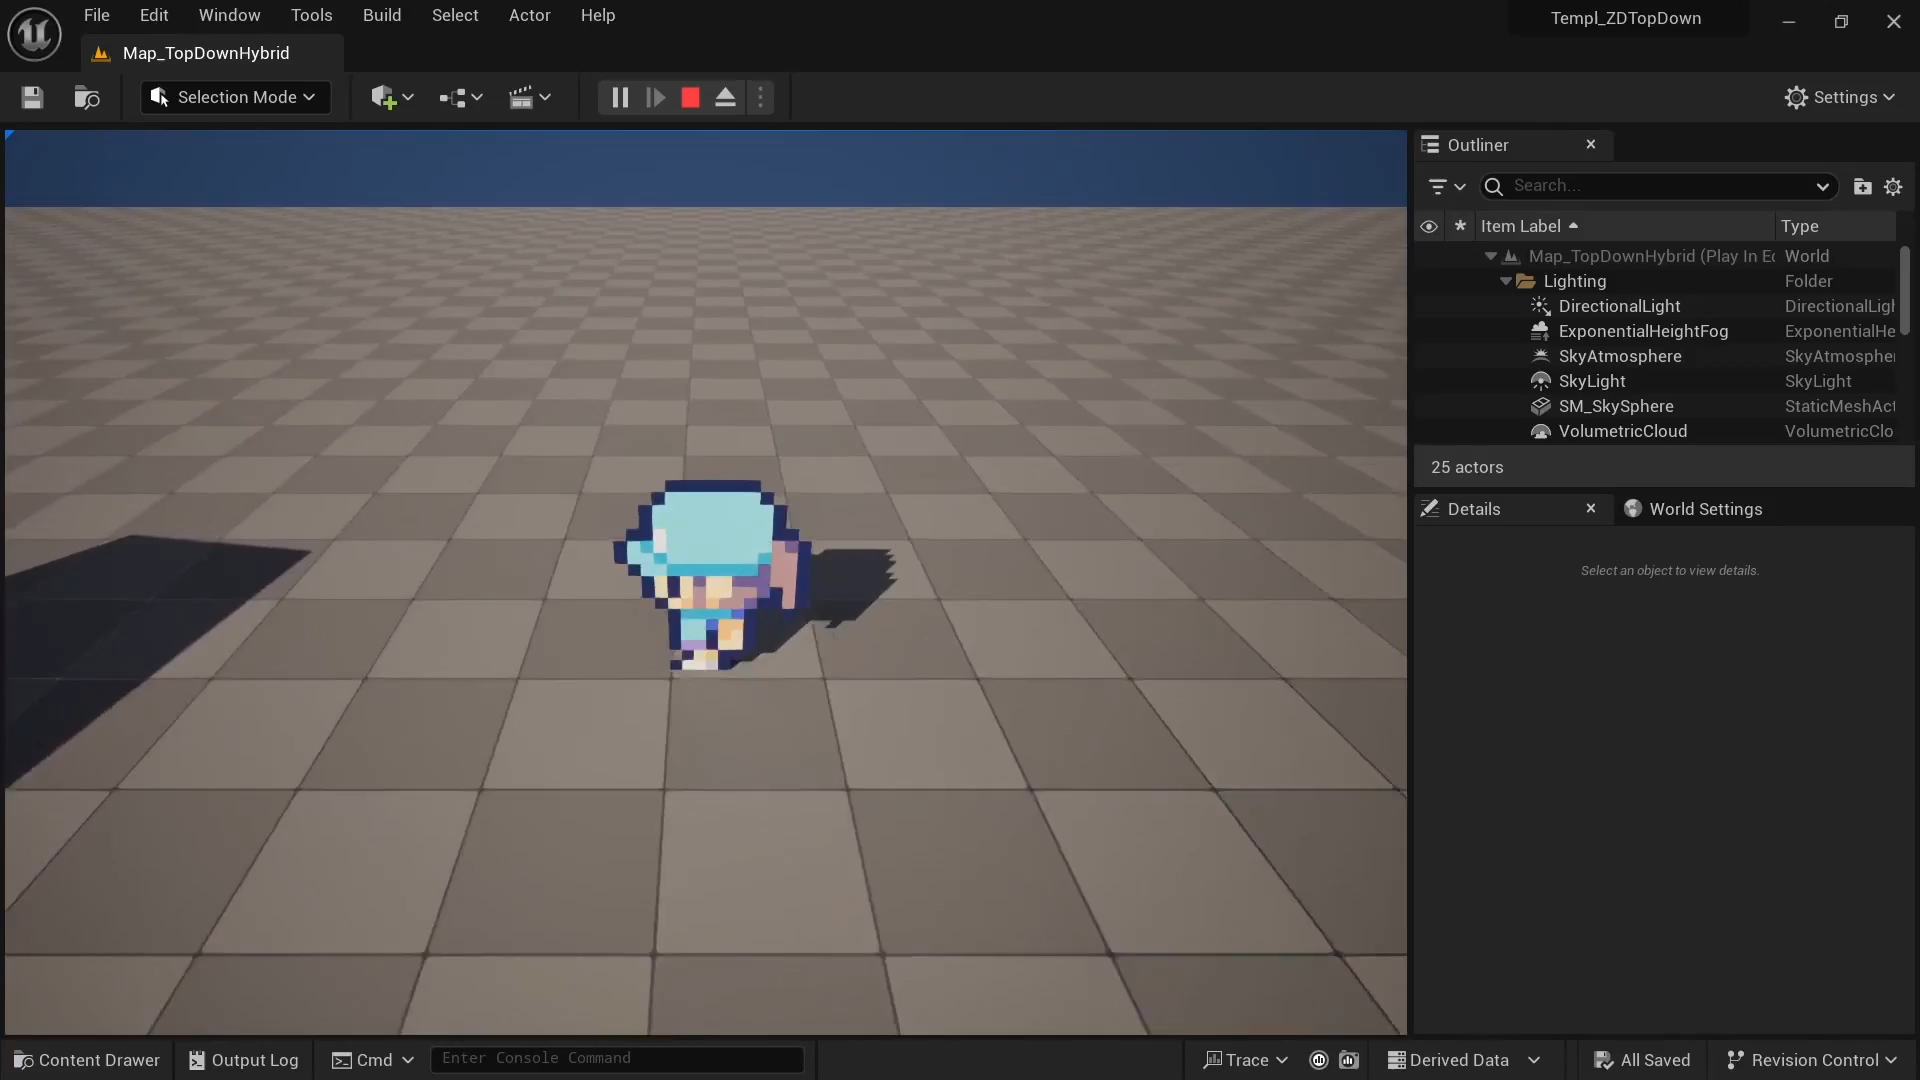 File Edit Window Tools Build Select Actor Help
Templ_ZDTopDown
Map_TopDownHybrid
Selection Mode
Settings
Outliner
Search...
Item Label
Type
Map_TopDownHybrid (Play In Ec
World
Lighting
Folder
DirectionalLight
DirectionalLigh
ExponentialHeightFog
ExponentialHe
SkyAtmosphere
SkyAtmospher
SkyLight
SkyLight
SM_SkySphere
StaticMeshAct
VolumetricCloud
VolumetricClo
25 actors
Details
World Settings
Select an object to view details.
Content Drawer
Output Log
Cmd
Enter Console Command
Trace
Derived Data
All Saved
Revision Control